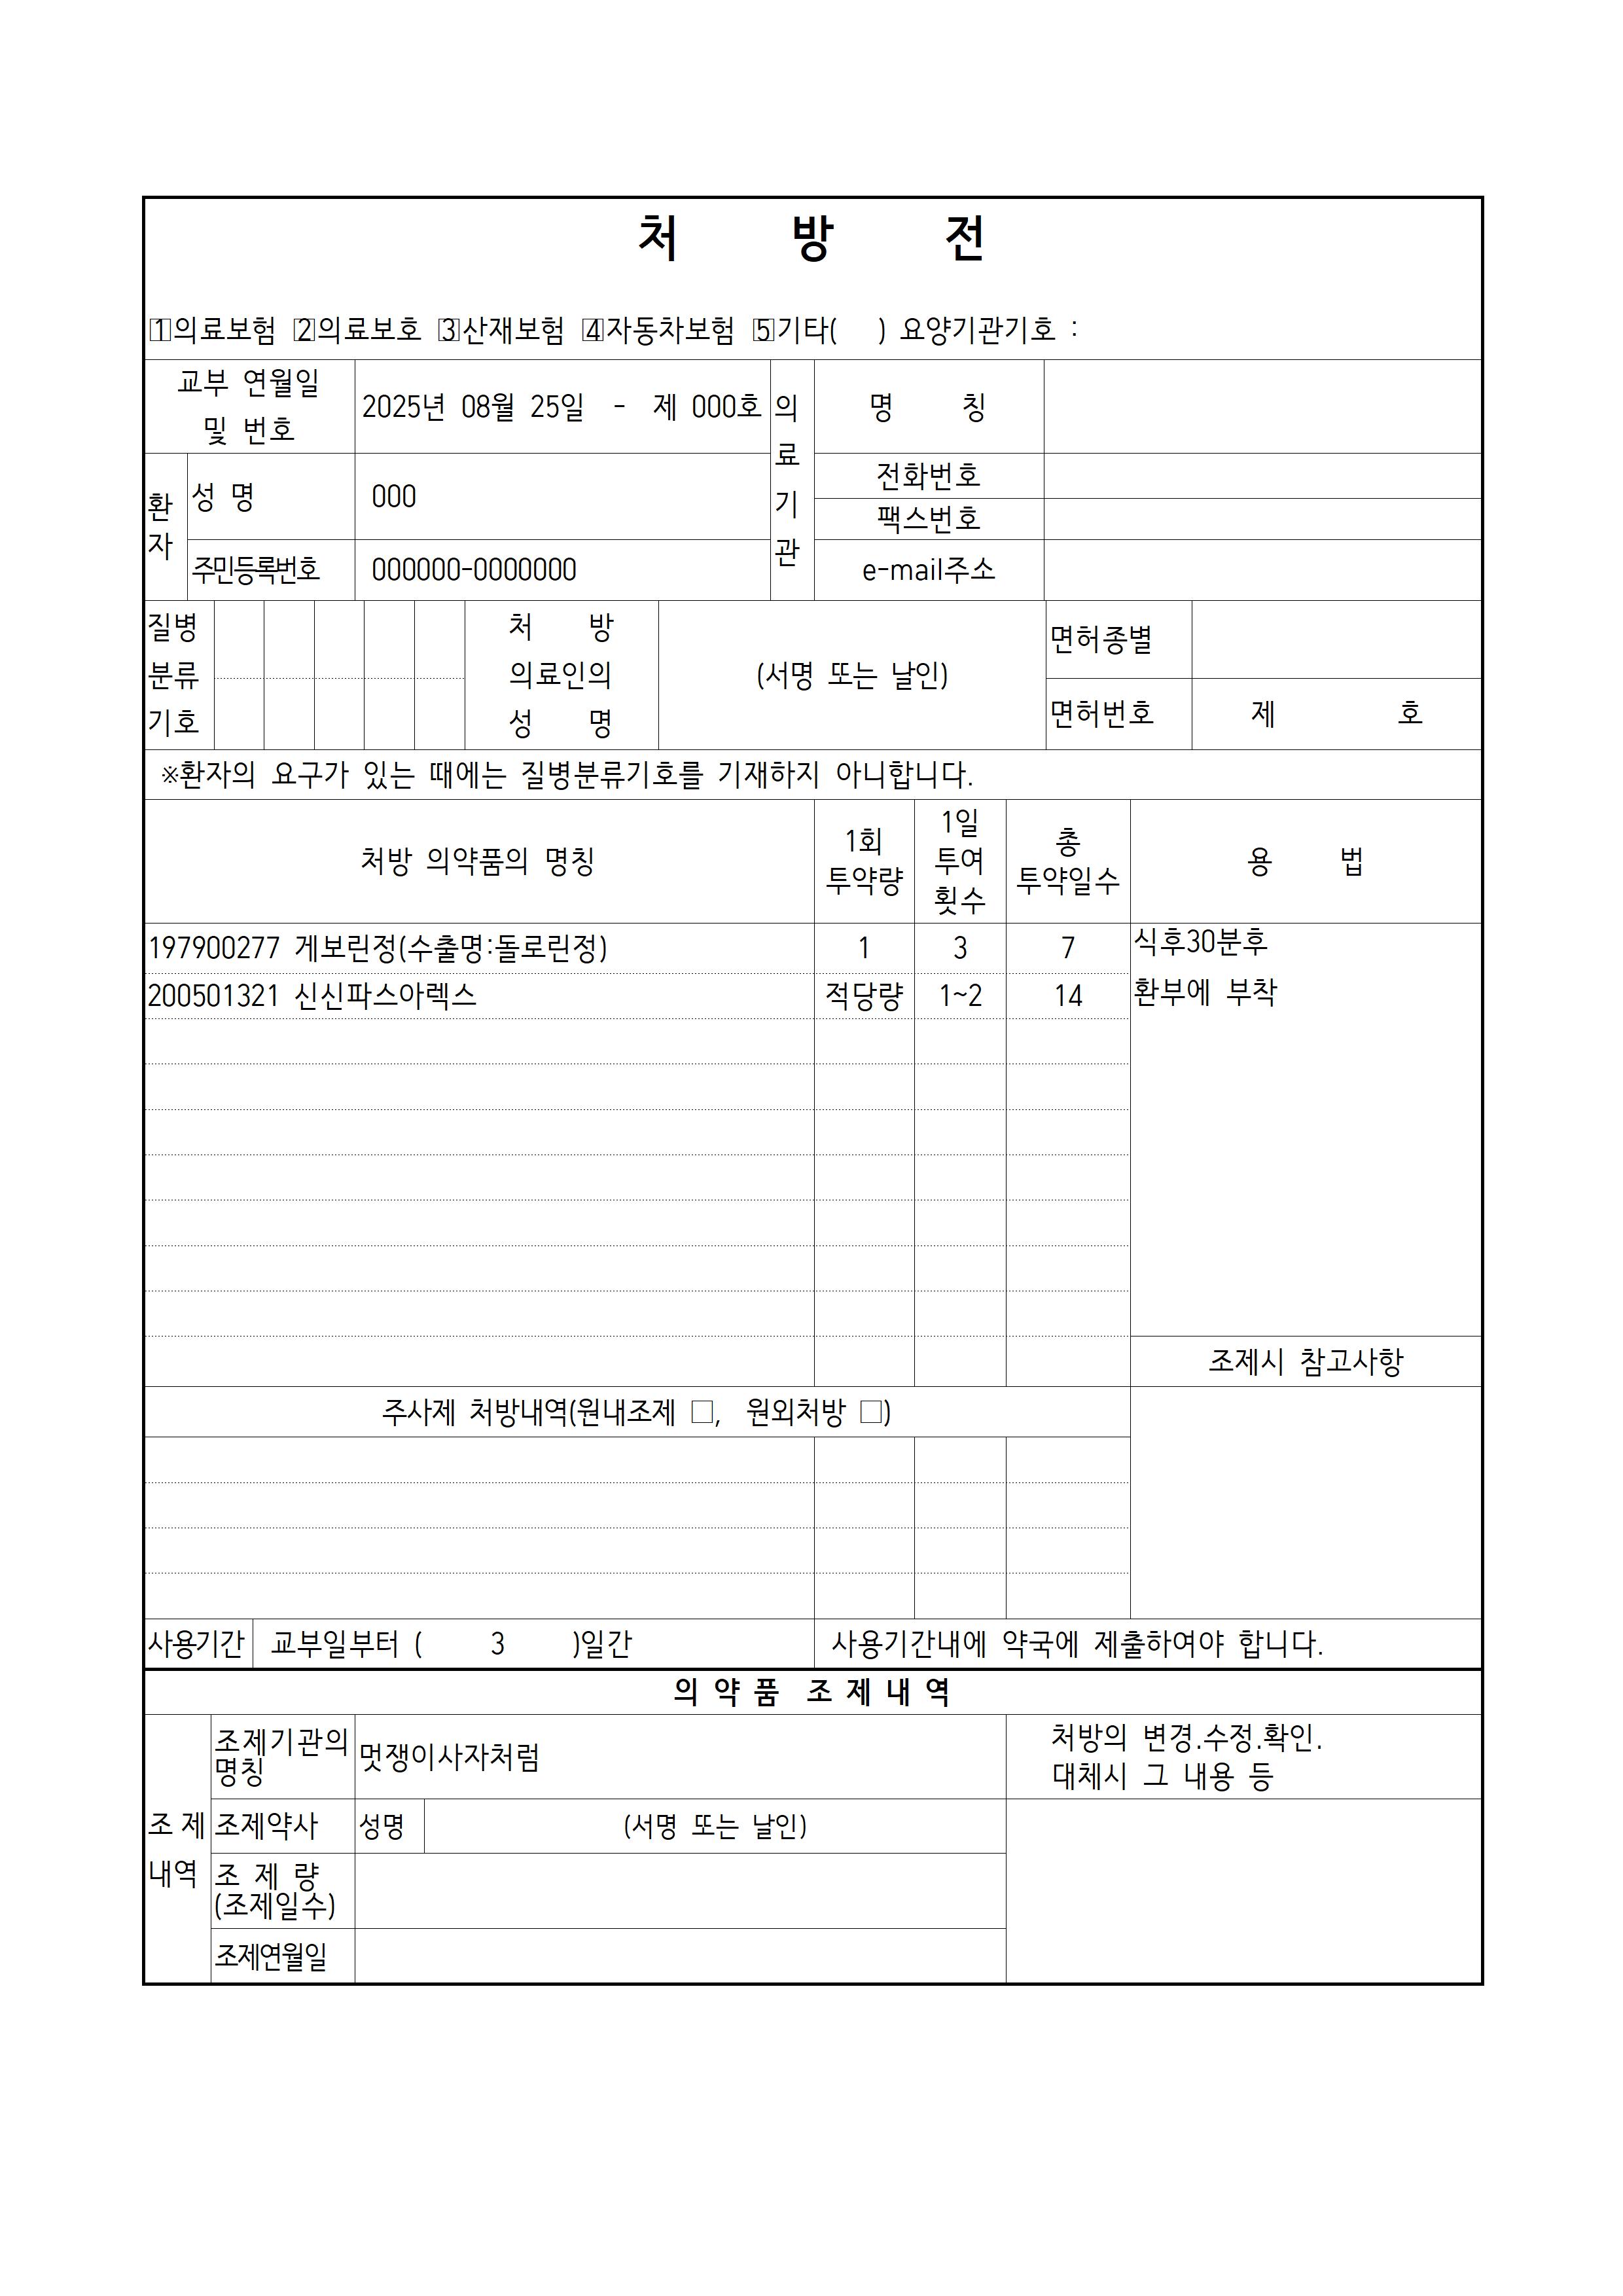 처 방 전
1의료보험 2의료보호 3산재보험 4자동차보험 5기타( ) 요양기관기호 :
교부 연월일
및 번호
2025년 08월 25일 - 제 000호
의
료
기
관
명 칭
전화번호
팩스번호
e-mail주소
환
자
성 명
000
주민등록번호
000000-0000000
질병
분류
기호
처 방
의료인의
성 명
(서명 또는 날인)
면허종별
면허번호
제 호
※환자의 요구가 있는 때에는 질병분류기호를 기재하지 아니합니다.
처방 의약품의 명칭
1회
투약량
1일
투여
횟수
총
투약일수
용 법
197900277 게보린정(수출명:돌로린정) 1 3 7 식후30분후
200501321 신신파스아렉스 적당량 1~2 14 환부에 부착
조제시 참고사항
주사제 처방내역(원내조제 □, 원외처방 □)
사용기간 교부일부터 ( 3 )일간 사용기간내에 약국에 제출하여야 합니다.
의 약 품 조 제 내 역
조 제
내역
조제기관의
명칭
멋쟁이사자처럼
처방의 변경.수정.확인.
대체시 그 내용 등
조제약사 성명 (서명 또는 날인)
조 제 량
(조제일수)
조제연월일